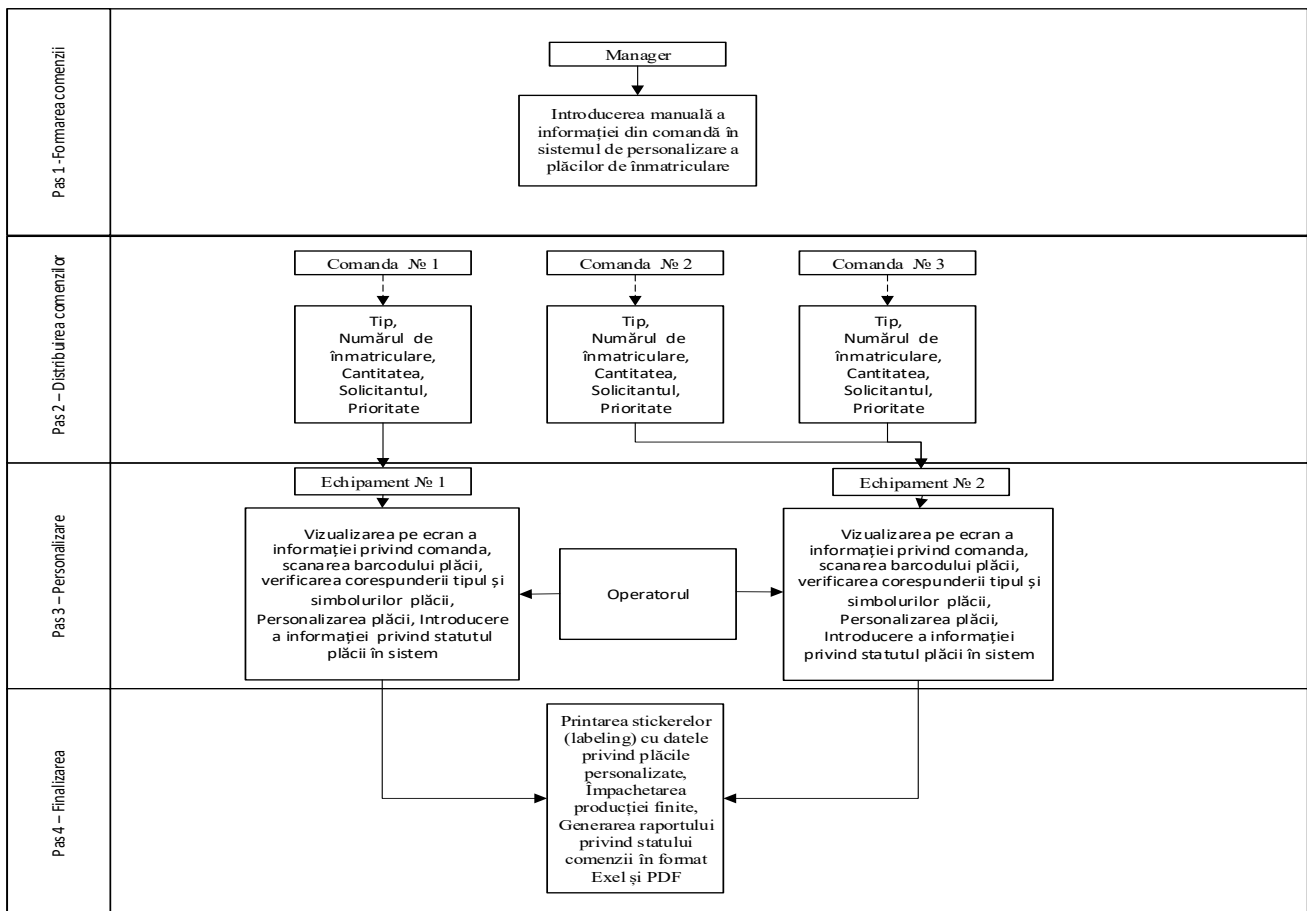 Pas 1 -Formarea comenzii
Manager
Introducerea manuală a
informației din comandă în
sistemul de personalizare a
plăcilor de înmatriculare
Pas 2 – Distribuirea comenzilor
Comanda № 1
Comanda № 2
Comanda № 3
Tip,
Numărul de
înmatriculare,
Cantitatea,
Solicitantul,
Prioritate
Tip,
Numărul de
înmatriculare,
Cantitatea,
Solicitantul,
Prioritate
Tip,
Numărul de
înmatriculare,
Cantitatea,
Solicitantul,
Prioritate
Pas 3 – Personalizare
Echipament № 1
Echipament № 2
Vizualizarea pe ecran a
informației privind comanda,
scanarea barcodului plăcii,
verificarea corespunderii tipul și
simbolurilor plăcii,
Personalizarea plăcii, Introducere
a informației privind statutul
plăcii în sistem
Operatorul
Vizualizarea pe ecran a
informației privind comanda,
scanarea barcodului plăcii,
verificarea corespunderii tipul și
simbolurilor plăcii,
Personalizarea plăcii,
Introducere a informației
privind statutul plăcii în sistem
Pas 4 – Finalizarea
Printarea stickerelor
(labeling) cu datele
privind plăcile
personalizate,
Împachetarea
producției finite,
Generarea raportului
privind statului
comenzii în format
Exel și PDF